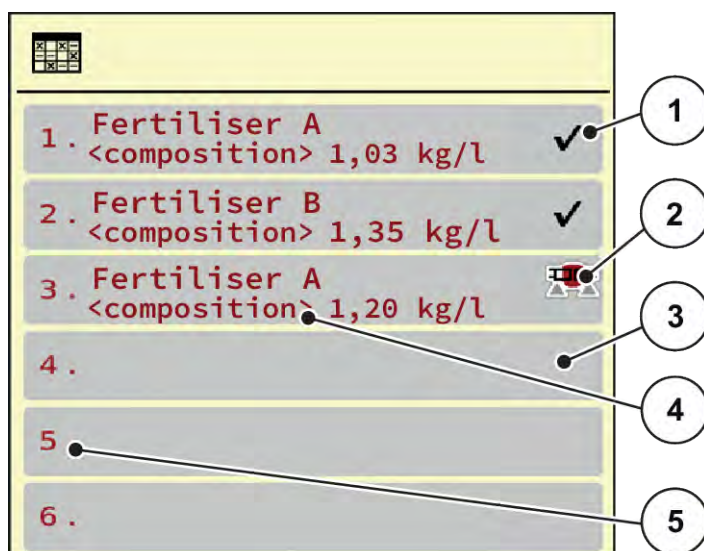 1. Fertiliser A
<composition> 1,03 kg/l
2. Fertiliser B
<composition> 1,35 kg/l
3. Fertiliser A
<composition> 1,20 kg/l
4.
5
6.
1
2
3
4
5